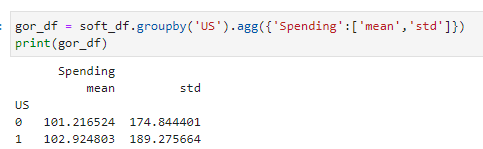 :
gor_df = soft_df.groupby('US').agg({'Spending':['mean','std']})
print(gor_df)
Spending
mean std
US
0 101.216524 174.844401
1 102.924803 189.275664